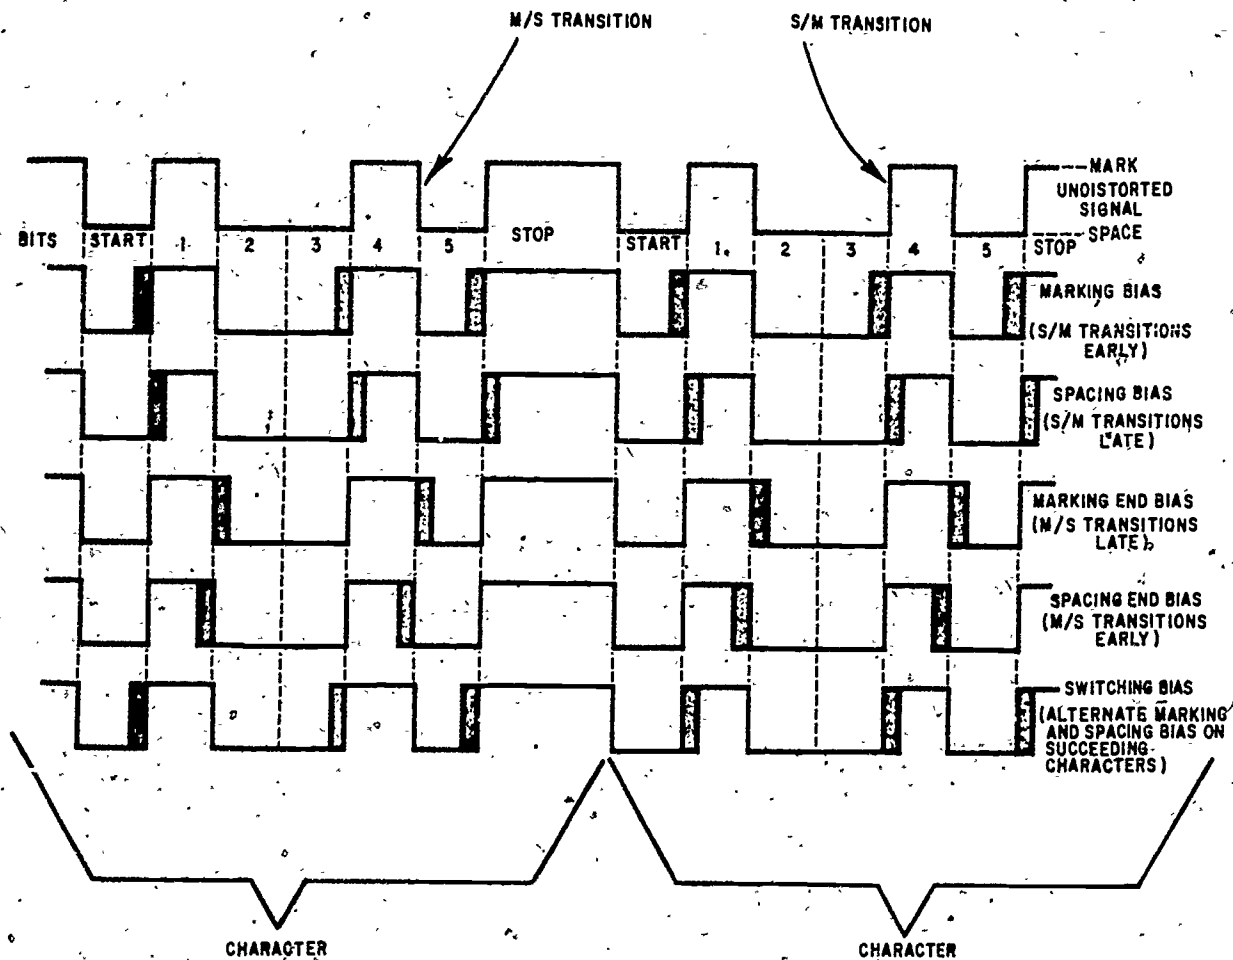 M/S TRANSITION
S/M TRANSITION
MARK
UNDISTORTED
SIGNAL
SPACE
BITS START 1 2 3 4 5 STOP START 1 2 3 4 5 STOP
MARKING BIAS
(S/M TRANSITIONS
EARLY)
SPACING BIAS
(S/M TRANSITIONS
LATE)
MARKING END BIAS
(M/S TRANSITIONS
LATE)
SPACING END BIAS
(M/S TRANSITIONS
EARLY)
SWITCHING BIAS
(ALTERNATE MARKING
AND SPACING BIAS ON
SUCCEEDING
CHARACTERS)
CHARACTER
CHARACTER